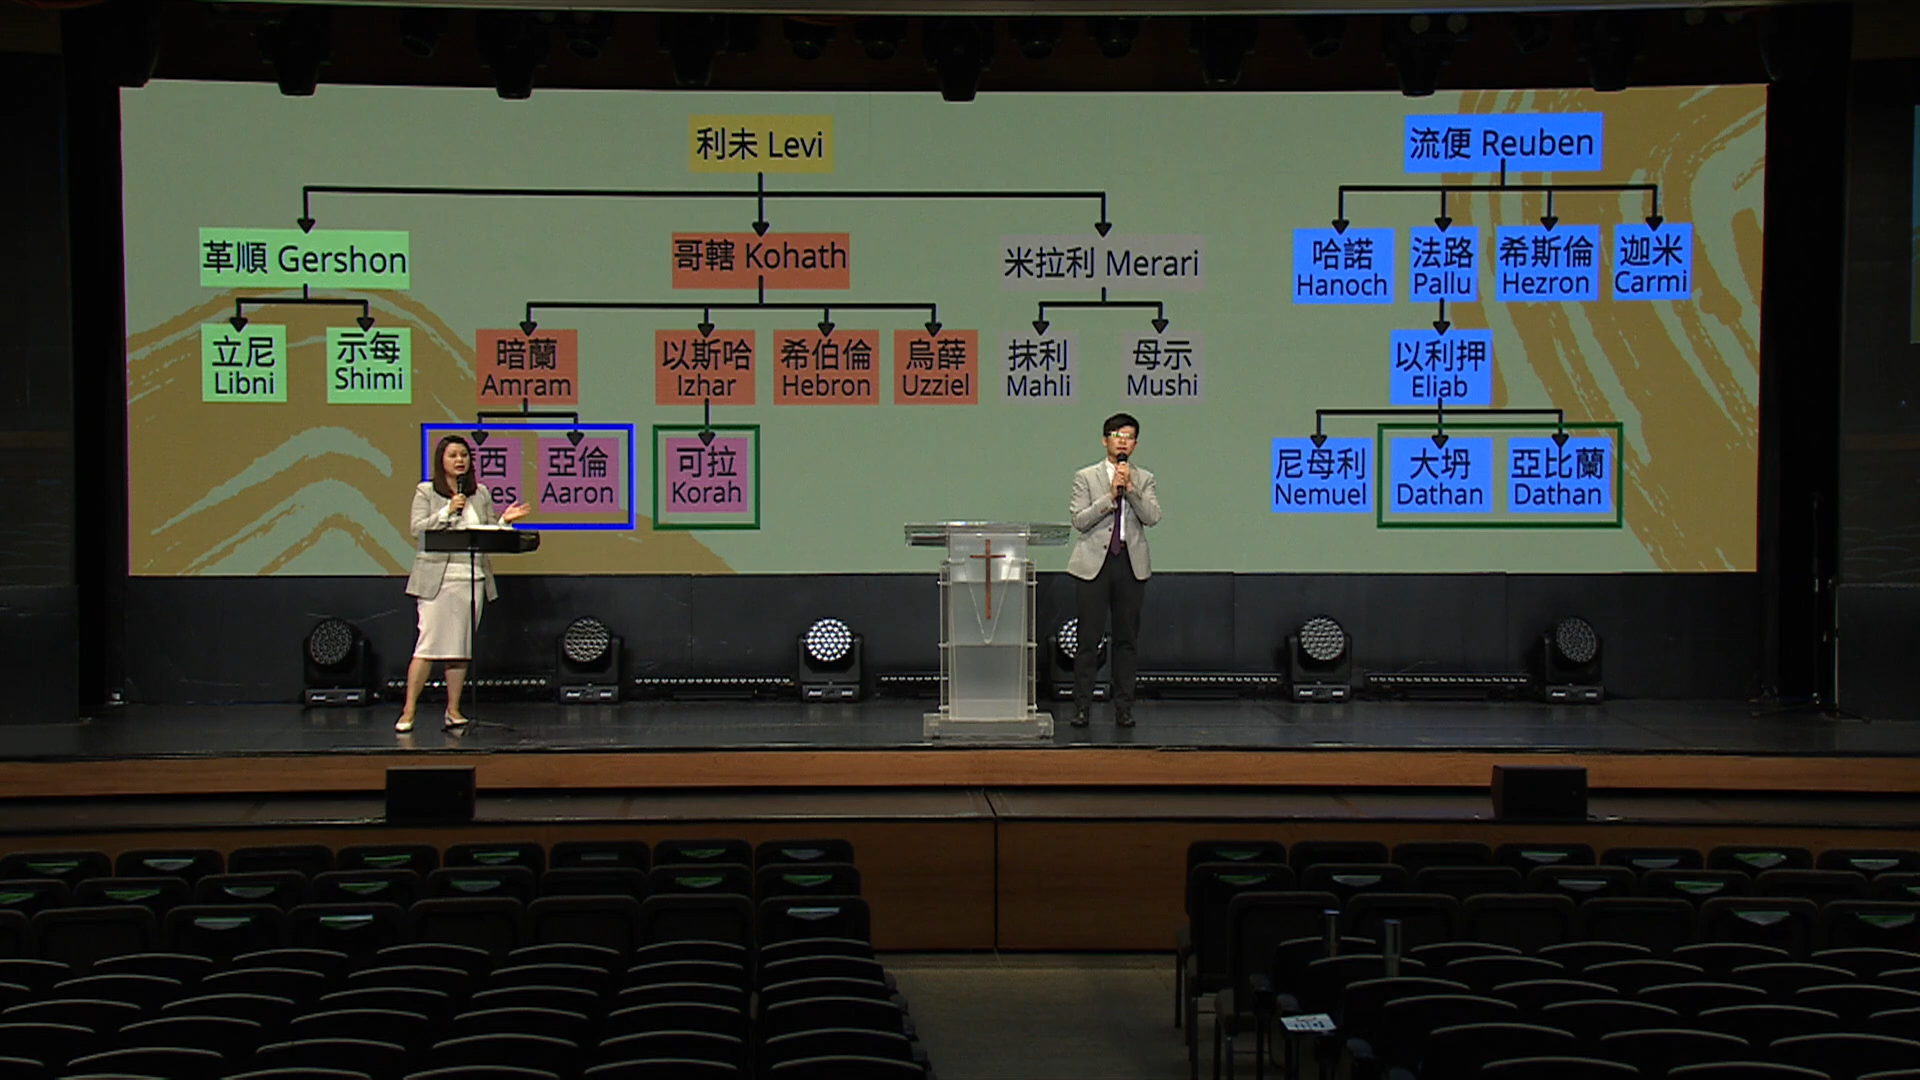 利未 Levi
流便 Reuben
革順 Gershon
哥轄 Kohath
米拉利 Merari
哈諾
Hanoch
法路
Pallu
希斯倫
Hezron
迦米
Carmi
立尼
Libni
示每
Shimi
暗蘭
Amram
以斯哈
Izhar
希伯倫
Hebron
烏薛
Uzziel
抹利
Mahli
母示
Mushi
以利押
Eliab
西
es
亞倫
Aaron
可拉
Korah
尼母利
Nemuel
大坍
Dathan
亞比蘭
Dathan